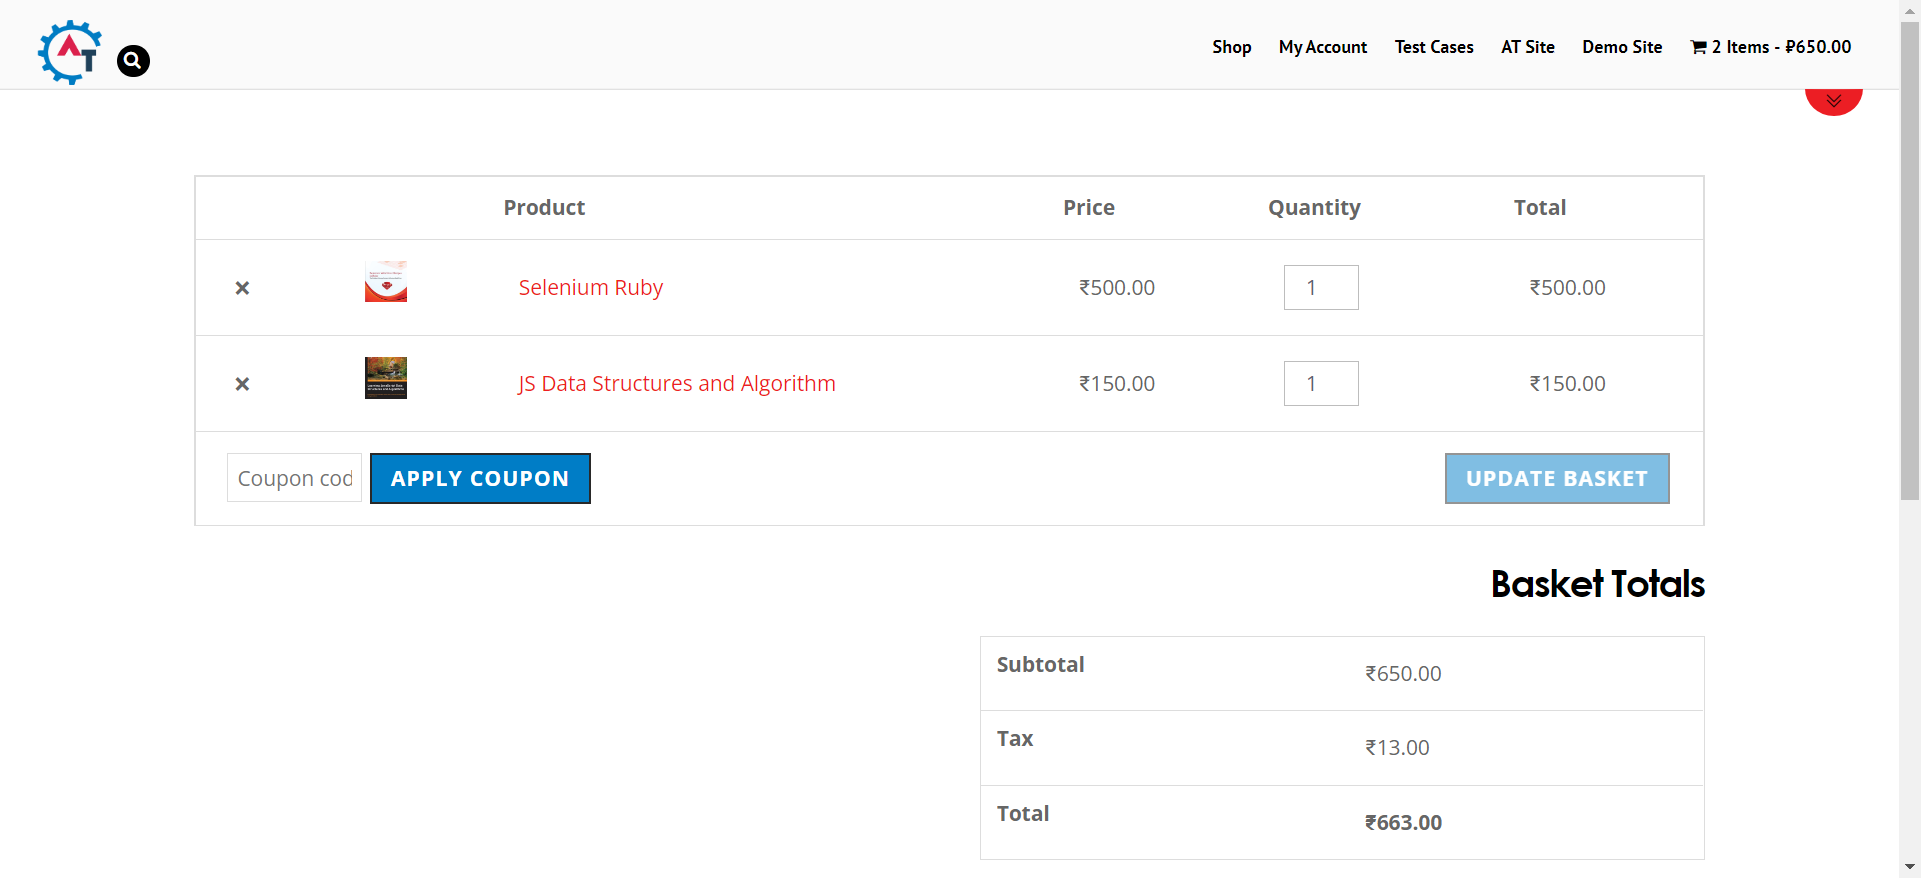 AT
Shop My Account Test Cases AT Site Demo Site 2 Items - ₽650.00
Product Price Quantity Total
× Selenium Ruby ₹500.00 1 ₹500.00
× JS Data Structures and Algorithm ₹150.00 1 ₹150.00
Coupon cod APPLY COUPON UPDATE BASKET
Basket Totals
Subtotal ₹650.00
Tax ₹13.00
Total ₹663.00